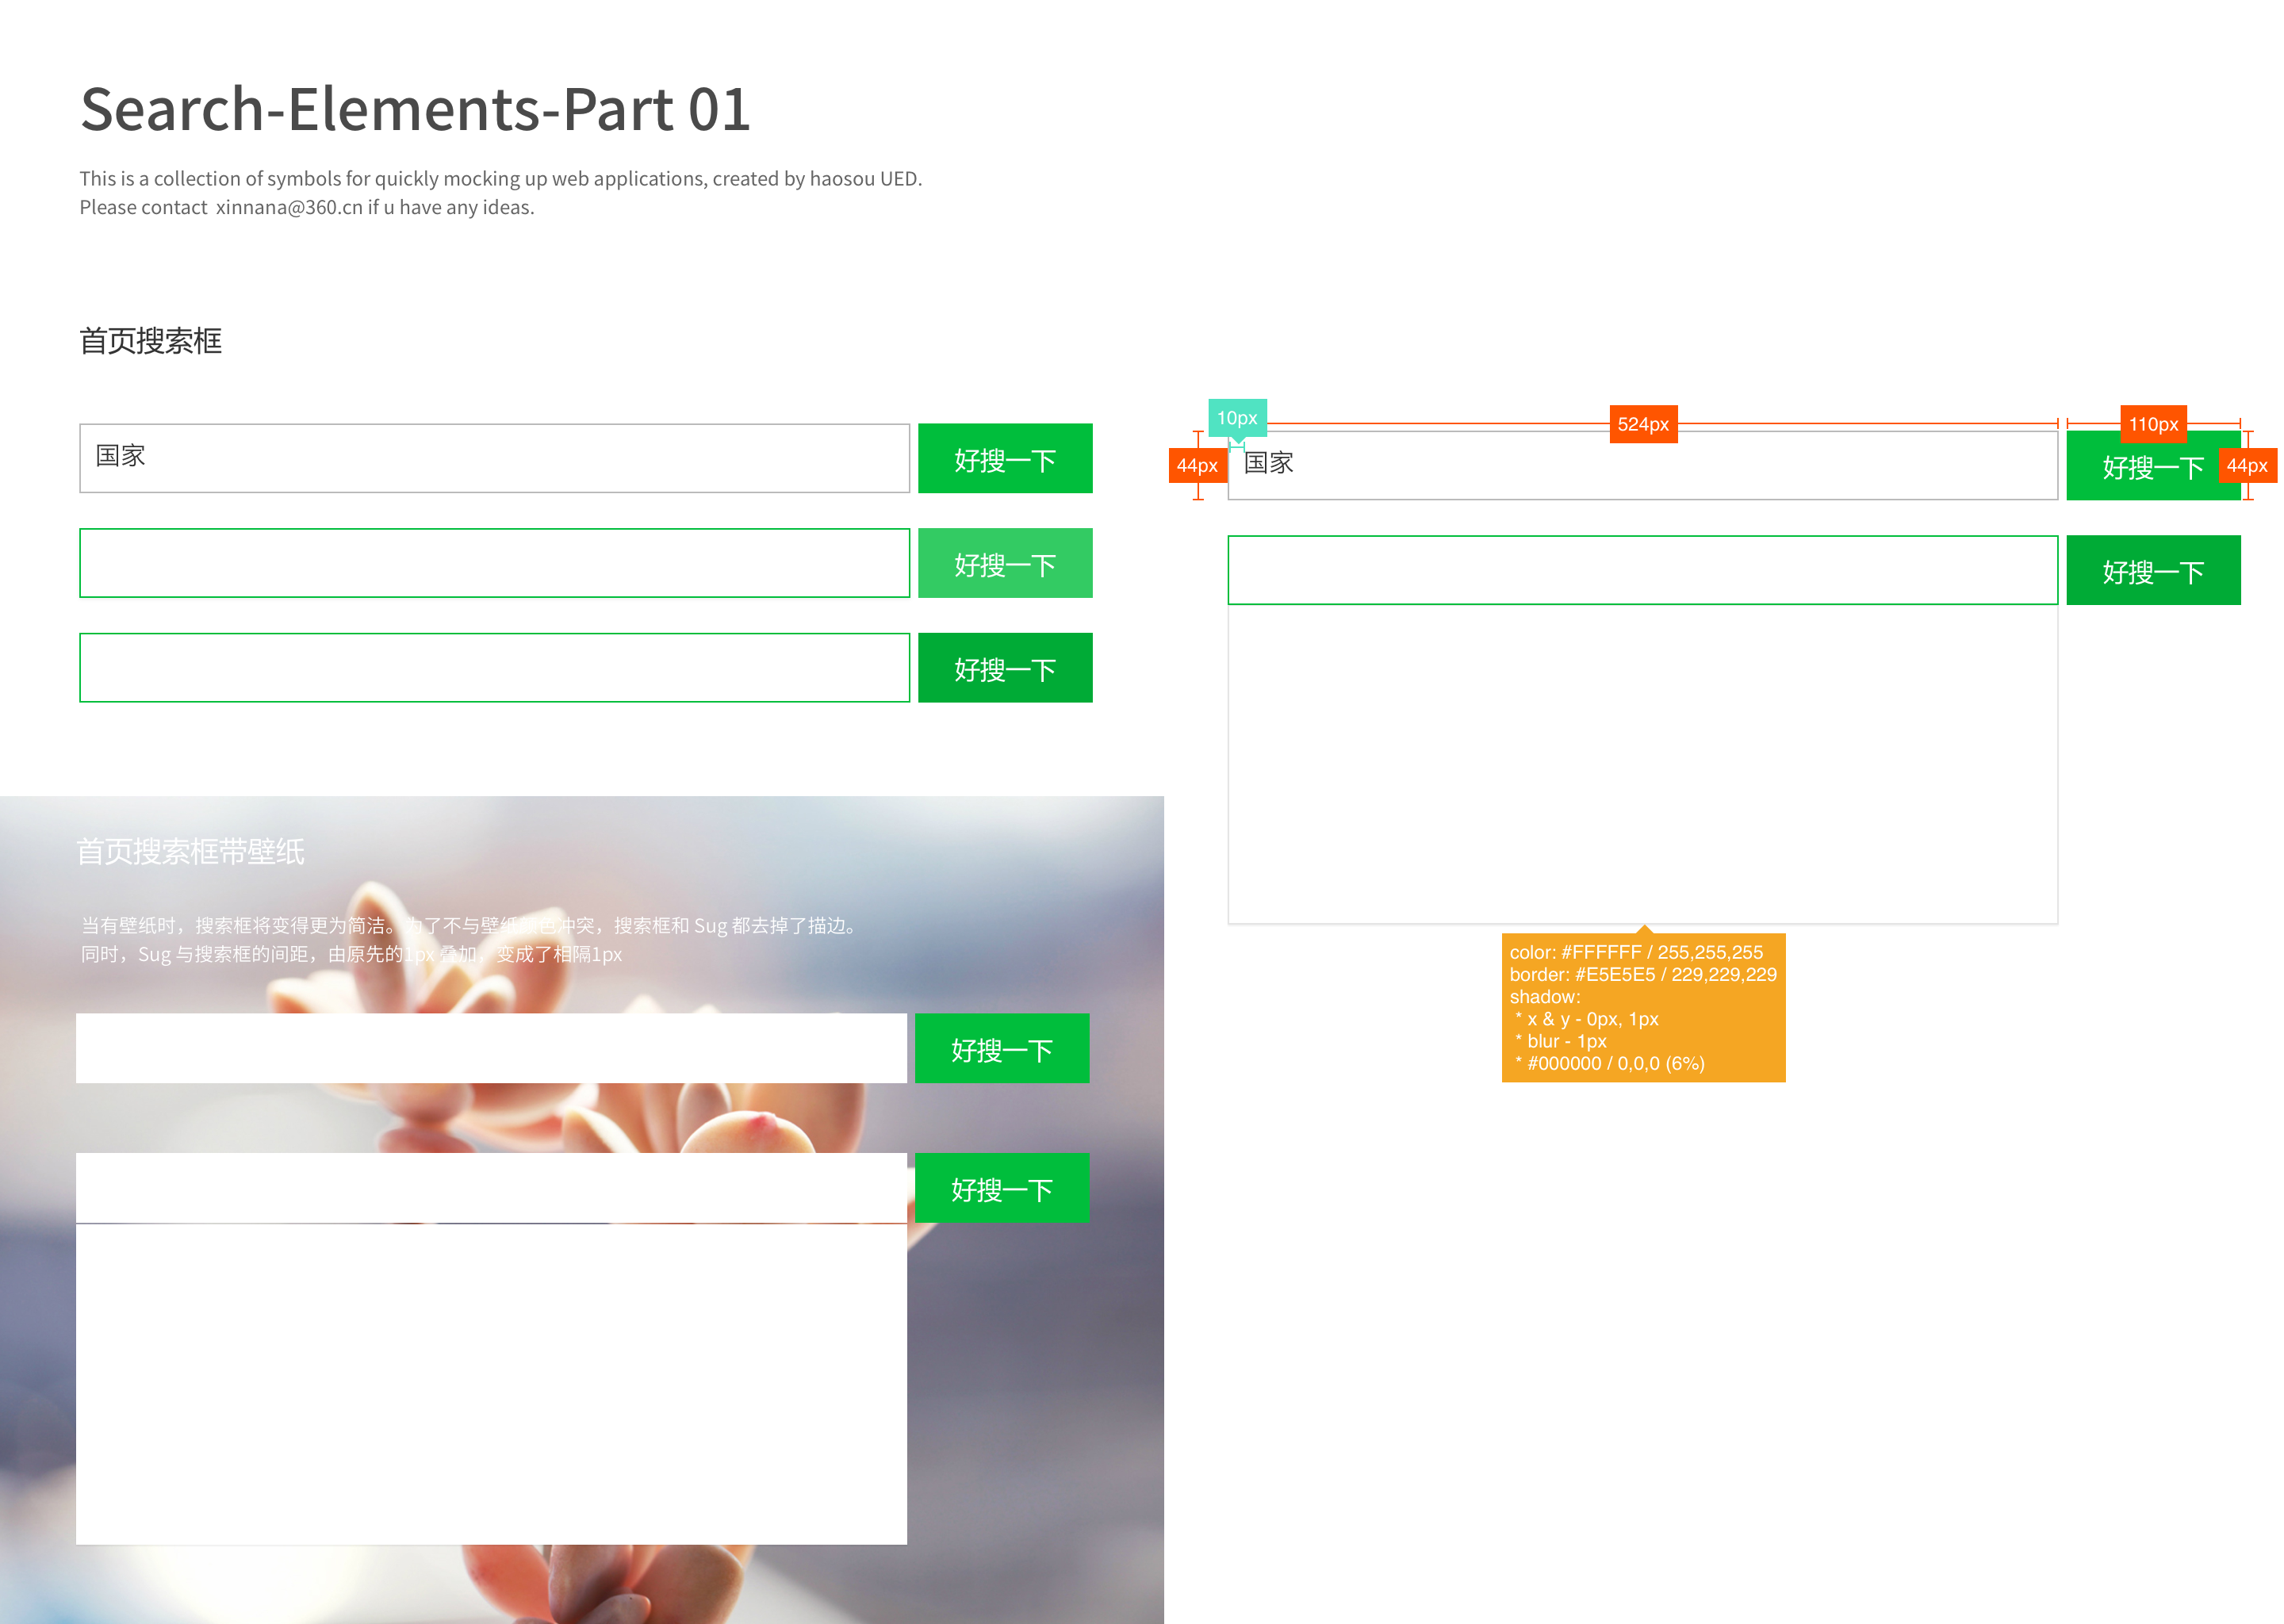 Search-Elements-Part 01
This is a collection of symbols for quickly mocking up web applications, created by haosou UED.
Please contact  xinnana@360.cn if u have any ideas.
首页搜索框
国家
好搜一下
好搜一下
好搜一下
10px
524px
110px
44px
国家
好搜一下
44px
好搜一下
color: #FFFFFF / 255,255,255
border: #E5E5E5 / 229,229,229
shadow:
* x & y - 0px, 1px
* blur - 1px
* #000000 / 0,0,0 (6%)
首页搜索框带壁纸
当有壁纸时，搜索框将变得更为简洁。为了不与壁纸颜色冲突，搜索框和 Sug 都去掉了描边。
同时，Sug 与搜索框的间距，由原先的1px 叠加，变成了相隔1px
好搜一下
好搜一下